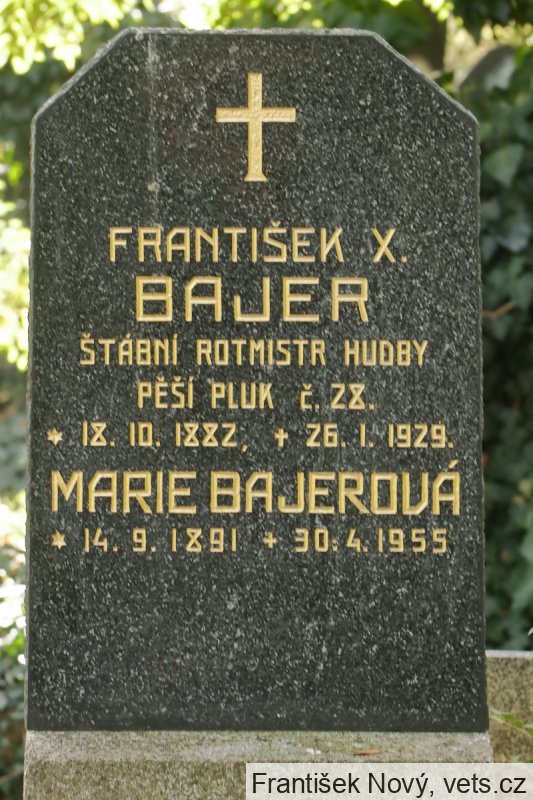 FRANTIŠEK X.
BAJER
ŠTÁBNÍ ROTMISTR HUDBY
PĚŠÍ PLUK č. 28.
* 18. 10. 1882, + 26. 1. 1929.
MARIE BAJEROVÁ
* 14. 9. 1891 + 30. 4. 1955
František Nový, vets.cz